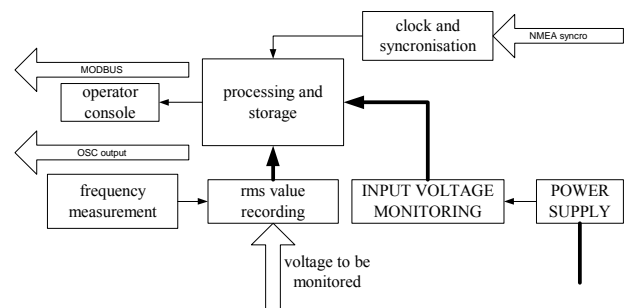 clock and
syncronisation
NMEA syncro
MODBUS
operator
console
processing and
storage
OSC output
frequency
measurement
rms value
recording
INPUT VOLTAGE
MONITORING
POWER
SUPPLY
voltage to be
monitored